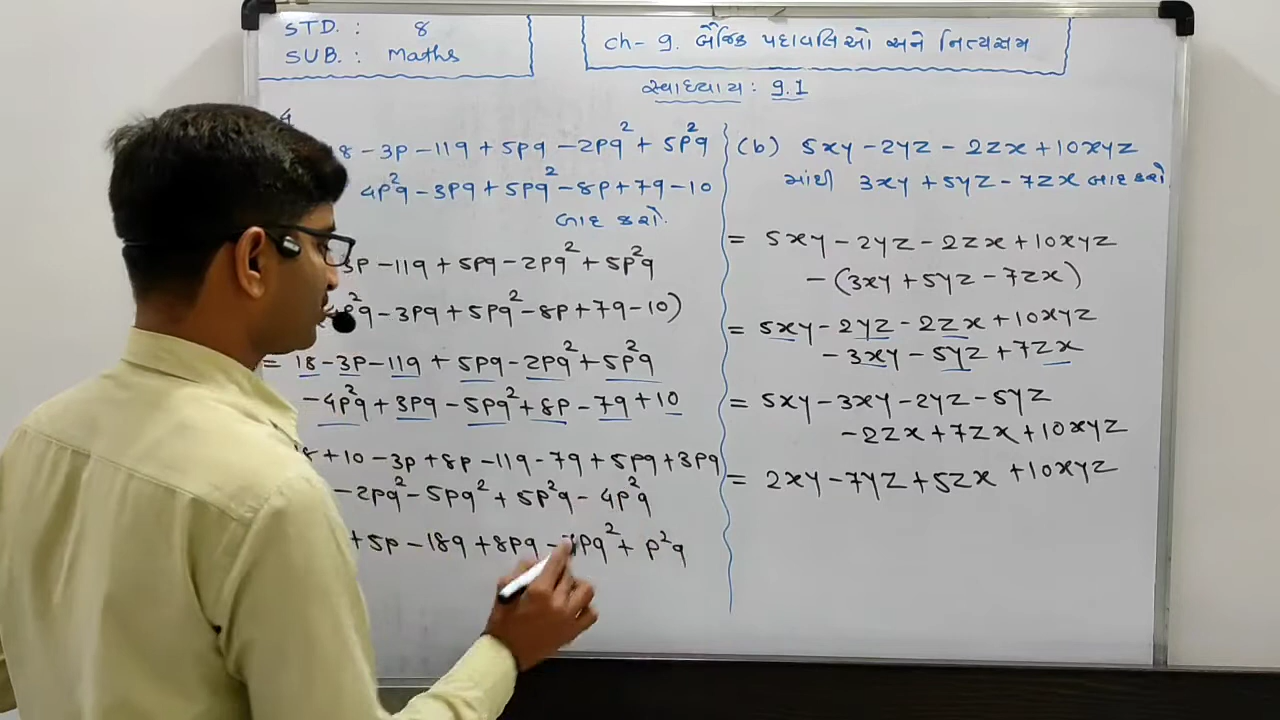 STD. : 8
SUB. : Maths
ch-9. બૈજિક પદાવલિઓ અને નિત્યસમ
સ્વાધ્યાય : 9.1
8 - 3p - 11q + 5pq - 2pq² + 5p²q
4p²q - 3pq + 5pq² - 8p + 7q - 10
બાદ કરો.
3p - 11q + 5pq - 2pq² + 5p²q
p²q - 3pq + 5pq² - 8p + 7q - 10)
= 18 - 3p - 11q + 5pq - 2pq² + 5p²q
- 4p²q + 3pq - 5pq² + 8p - 7q + 10
18 + 10 - 3p + 8p - 11q - 7q + 5pq + 3pq
- 2pq² - 5pq² + 5p²q - 4p²q
+ 5p - 18q + 8pq - 7pq² + p²q
(b) 5xy - 2yz - 2zx + 10xyz
માંથી 3xy + 5yz - 7zx બાદ કરો
= 5xy - 2yz - 2zx + 10xyz
- (3xy + 5yz - 7zx)
= 5xy - 2yz - 2zx + 10xyz
- 3xy - 5yz + 7zx
= 5xy - 3xy - 2yz - 5yz
- 2zx + 7zx + 10xyz
= 2xy - 7yz + 5zx + 10xyz